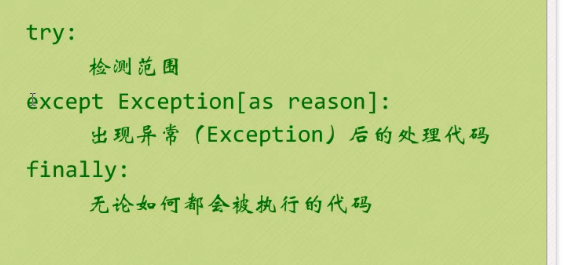 try:
检测范围
except Exception[as reason]:
出现异常（Exception）后的处理代码
finally:
无论如何都会被执行的代码